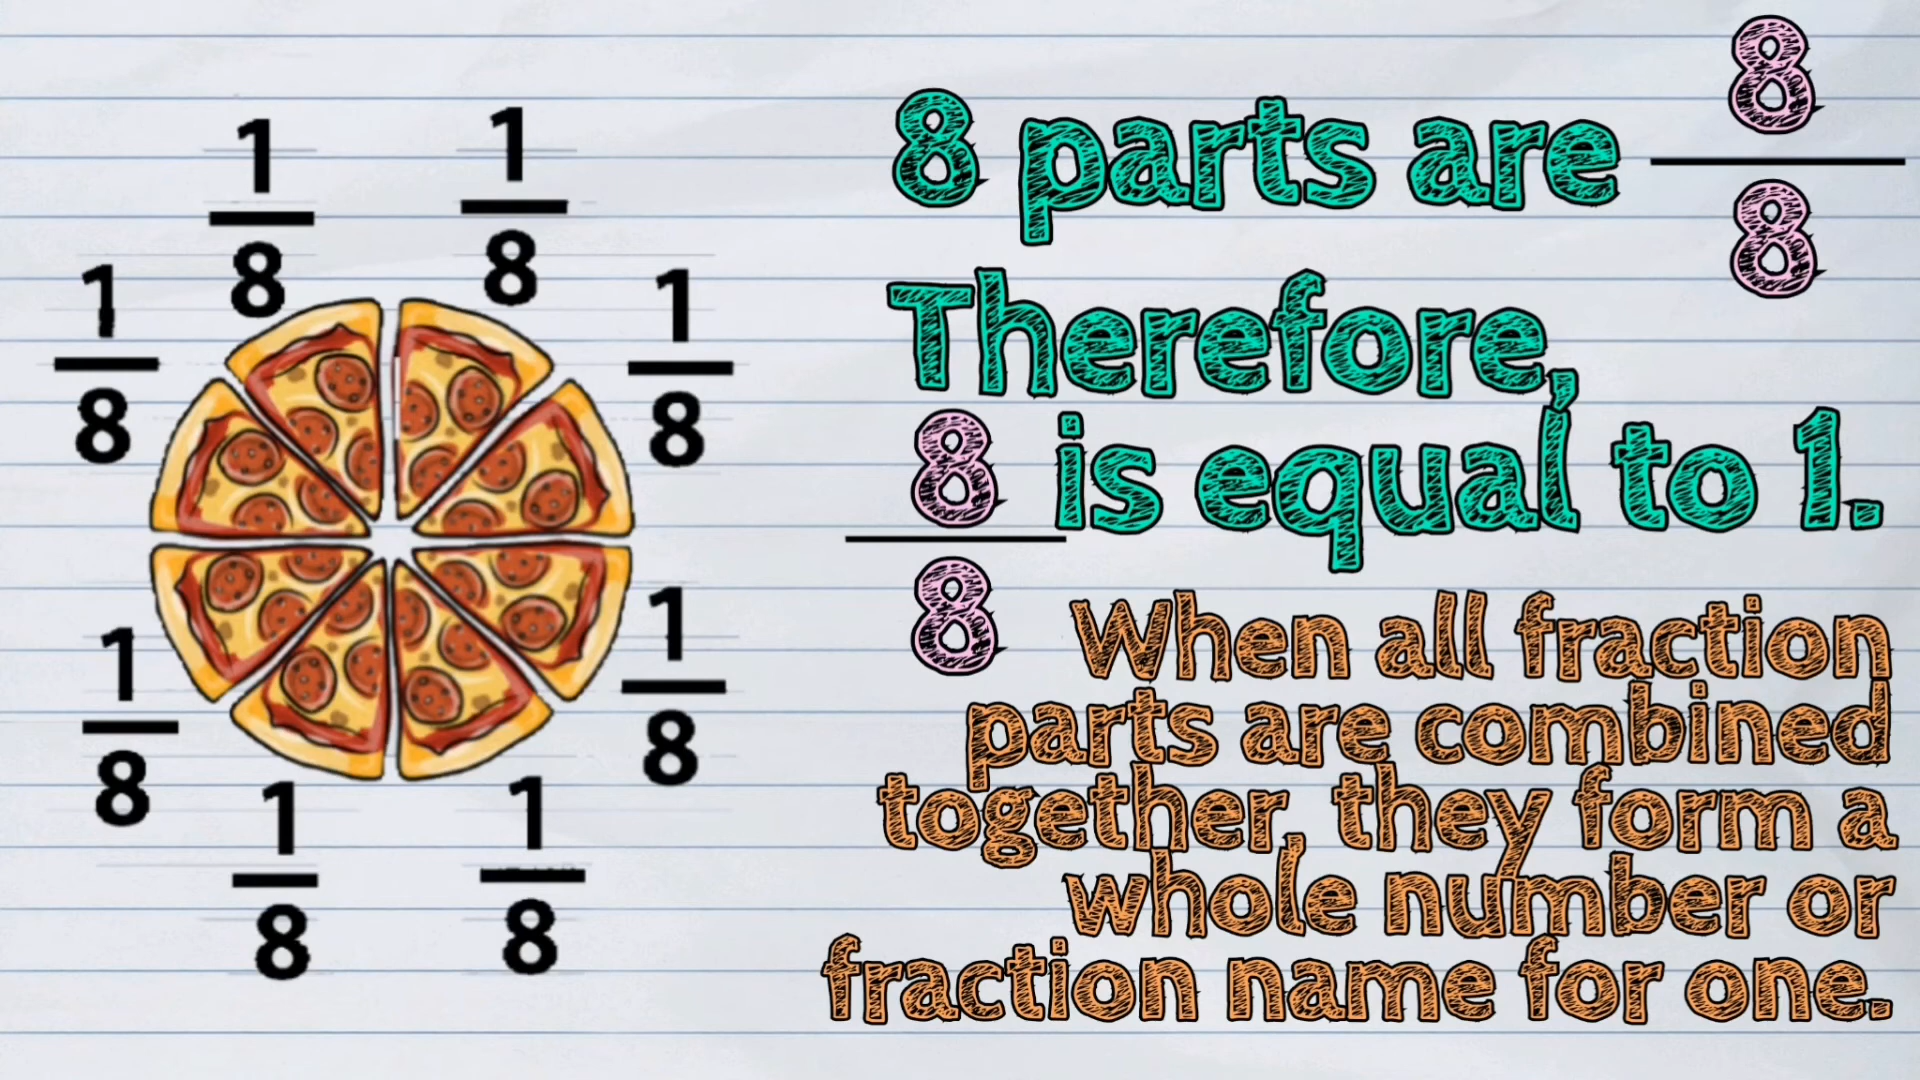 1/8
1/8
1/8
1/8
1/8
1/8
1/8
1/8
8 parts are 8/8
Therefore,
8/8 is equal to 1.
When all fraction
parts are combined
together, they form a
whole number or
fraction name for one.